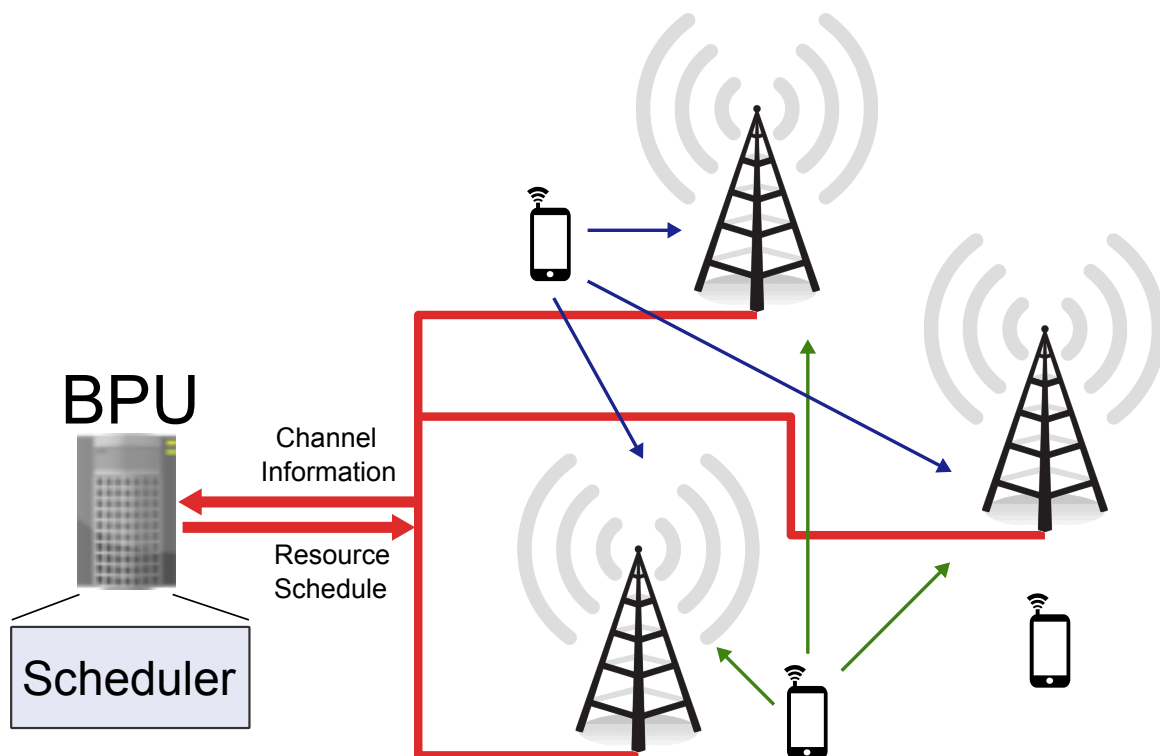 BPU
Channel
Information
Resource
Schedule
Scheduler